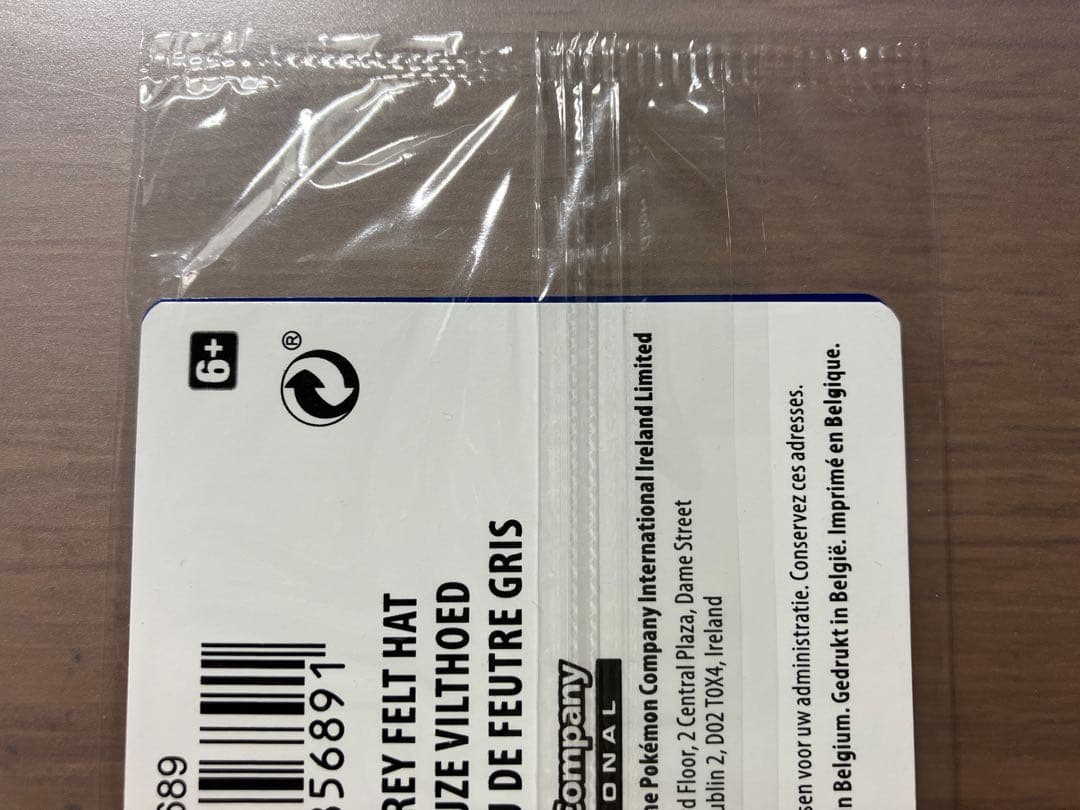 6+
®
689
856891
REY FELT HAT
UZE VILTHOED
U DE FEUTRE GRIS
Company
ONAL
he Pokémon Company International Ireland Limited
d Floor, 2 Central Plaza, Dame Street
ublin 2, D02 T0X4, Ireland
sen voor uw administratie. Conservez ces adresses.
n Belgium. Gedrukt in België. Imprimé en Belgique.